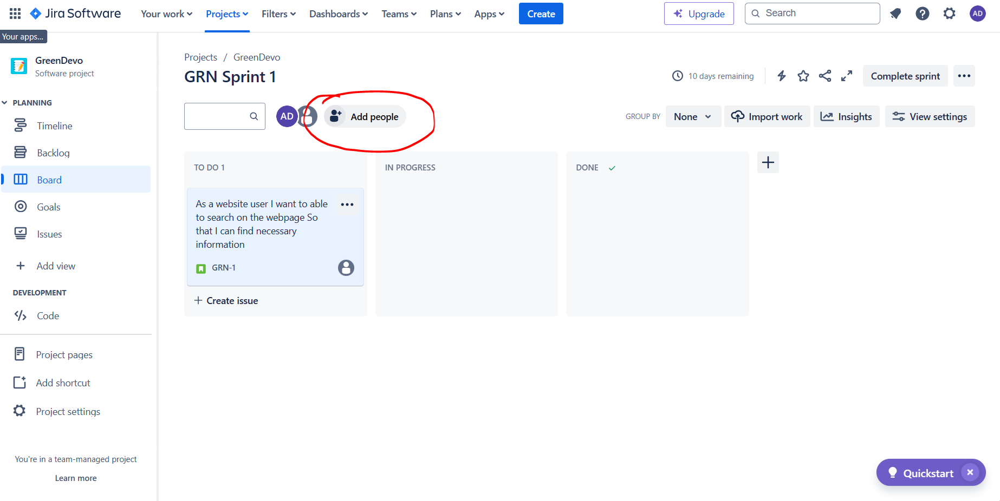 Jira Software Your work Projects Filters Dashboards Teams Plans Apps Create Upgrade Search AD
Your apps...
GreenDevo
Software project
PLANNING
Timeline
Backlog
Board
Goals
Issues
Add view
DEVELOPMENT
Code
Project pages
Add shortcut
Project settings
You're in a team-managed project
Learn more
Projects / GreenDevo
GRN Sprint 1
10 days remaining Complete sprint
AD Add people GROUP BY None Import work Insights View settings
TO DO 1
As a website user I want to able
to search on the webpage So
that I can find necessary
information
GRN-1
Create issue
IN PROGRESS
DONE
Quickstart